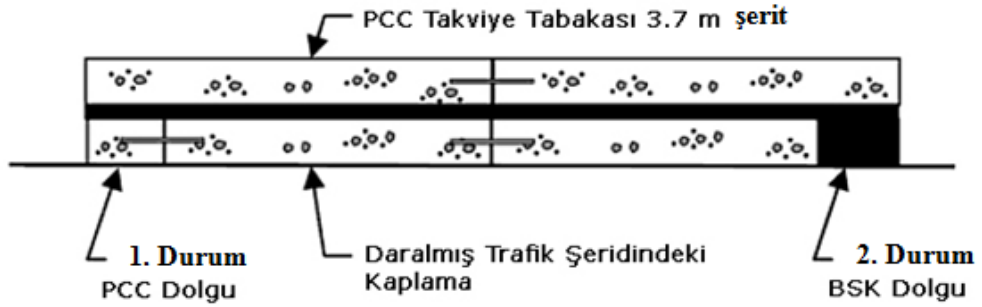 PCC Takviye Tabakası 3.7 m şerit
1. Durum
PCC Dolgu
Daralmış Trafik Şeridindeki
Kaplama
2. Durum
BSK Dolgu